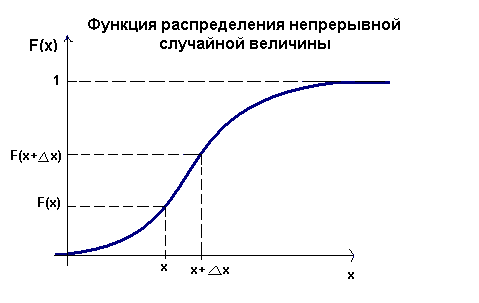 Функция распределения непрерывной
случайной величины
F(x)
1
F(x+△x)
F(x)
x
x+△x
x